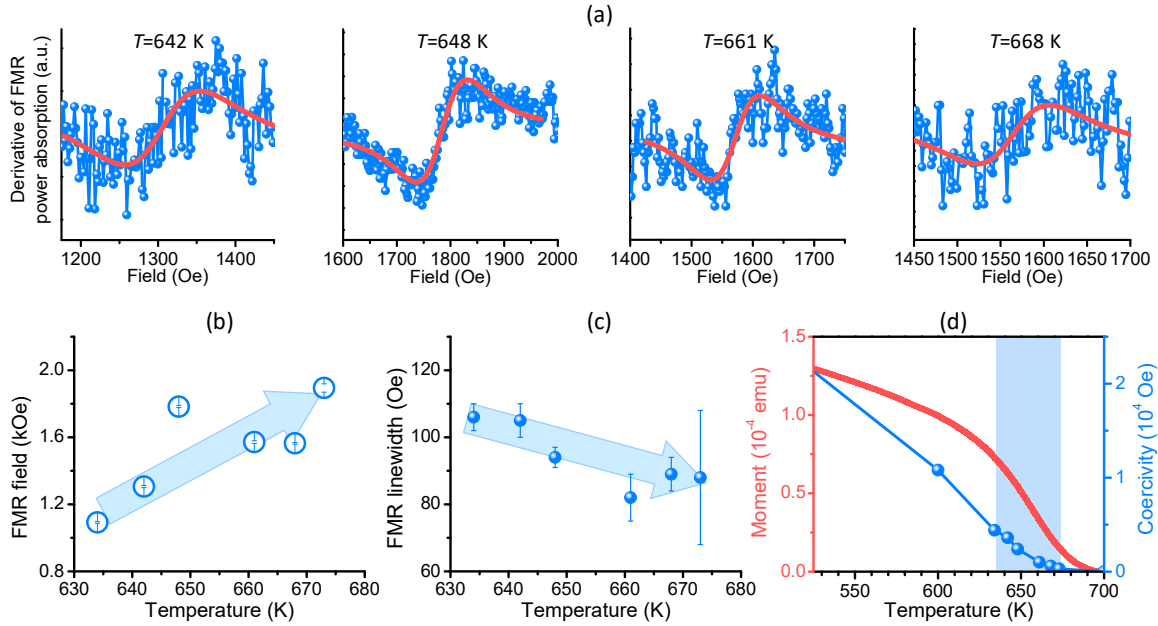 (a)
Derivative of FMR
power absorption (a.u.)
T=642 K
T=648 K
T=661 K
T=668 K
1200 1300 1400
1600 1700 1800 1900 2000
1400 1500 1600 1700
1450 1500 1550 1600 1650 1700
Field (Oe)
Field (Oe)
Field (Oe)
Field (Oe)
(b)
FMR field (kOe)
2.0
1.6
1.2
0.8
630 640 650 660 670 680
Temperature (K)
(c)
FMR linewidth (Oe)
120
100
80
60
630 640 650 660 670 680
Temperature (K)
(d)
Moment (10⁻⁴ emu)
1.5
1.0
0.5
0.0
550 600 650 700
Temperature (K)
2
1
0
Coercivity (10⁴ Oe)